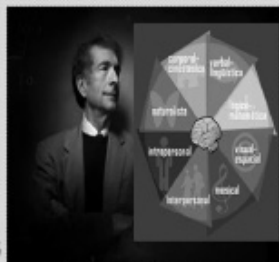 corporal-
cinestésica
verbal-
lingüística
naturalista
lógico-
matemática
intrapersonal
visual-
espacial
interpersonal
musical